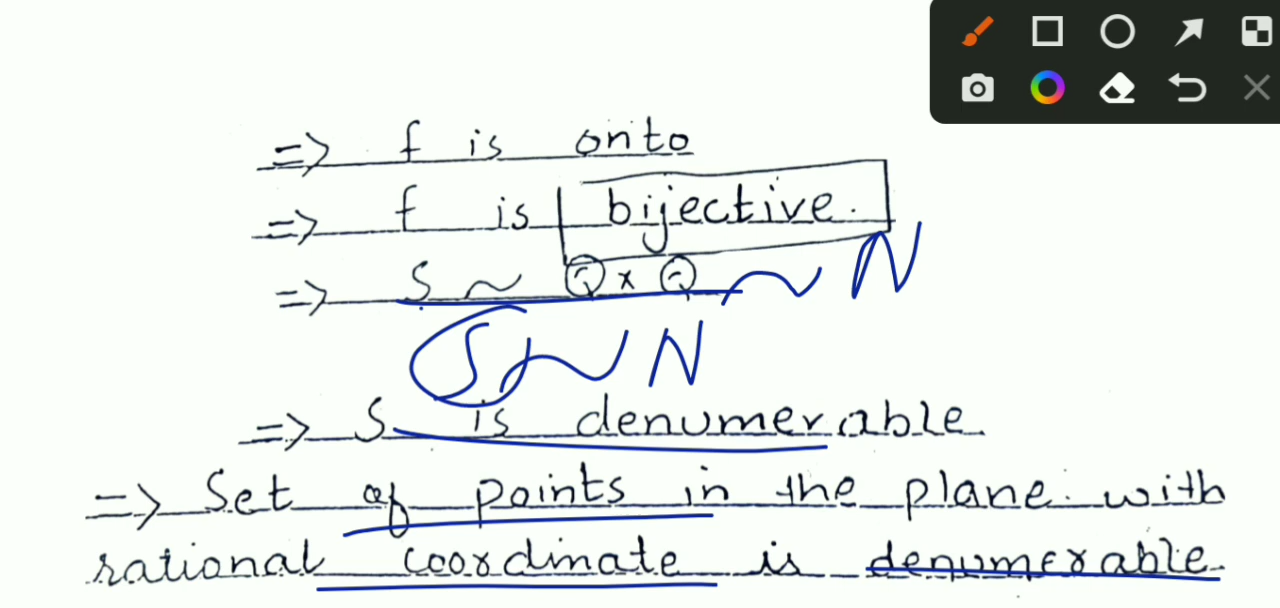 => f is onto
=> f is bijective.
=> S ~ Q x Q ~ N
S ~ N
=> S is denumerable
=> Set of points in the plane with
rational coordinate is denumerable.